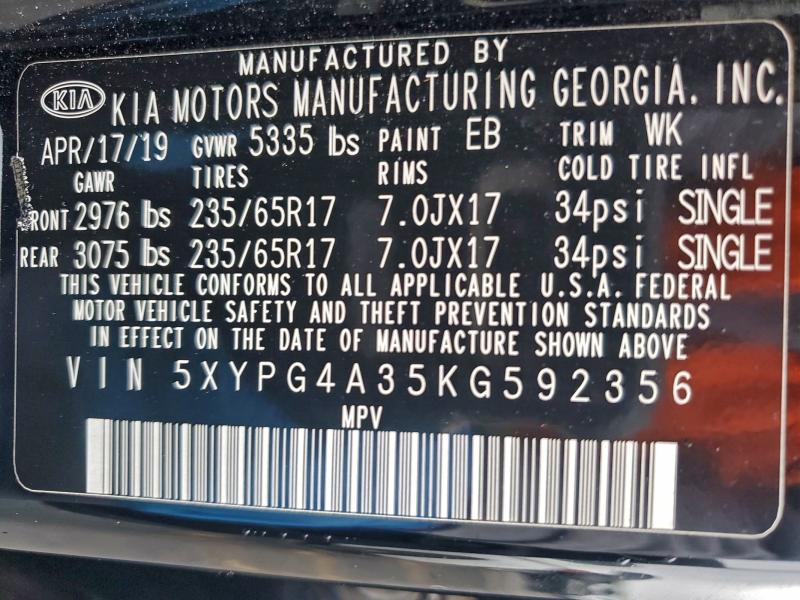 MANUFACTURED BY
KIA KIA MOTORS MANUFACTURING GEORGIA, INC.
APR/17/19 GVWR 5335 lbs PAINT EB TRIM WK
GAWR TIRES RIMS COLD TIRE INFL
FRONT 2976 lbs 235/65R17 7.0JX17 34psi SINGLE
REAR 3075 lbs 235/65R17 7.0JX17 34psi SINGLE
THIS VEHICLE CONFORMS TO ALL APPLICABLE U.S.A. FEDERAL
MOTOR VEHICLE SAFETY AND THEFT PREVENTION STANDARDS
IN EFFECT ON THE DATE OF MANUFACTURE SHOWN ABOVE
VIN 5XYPG4A35KG592356
MPV